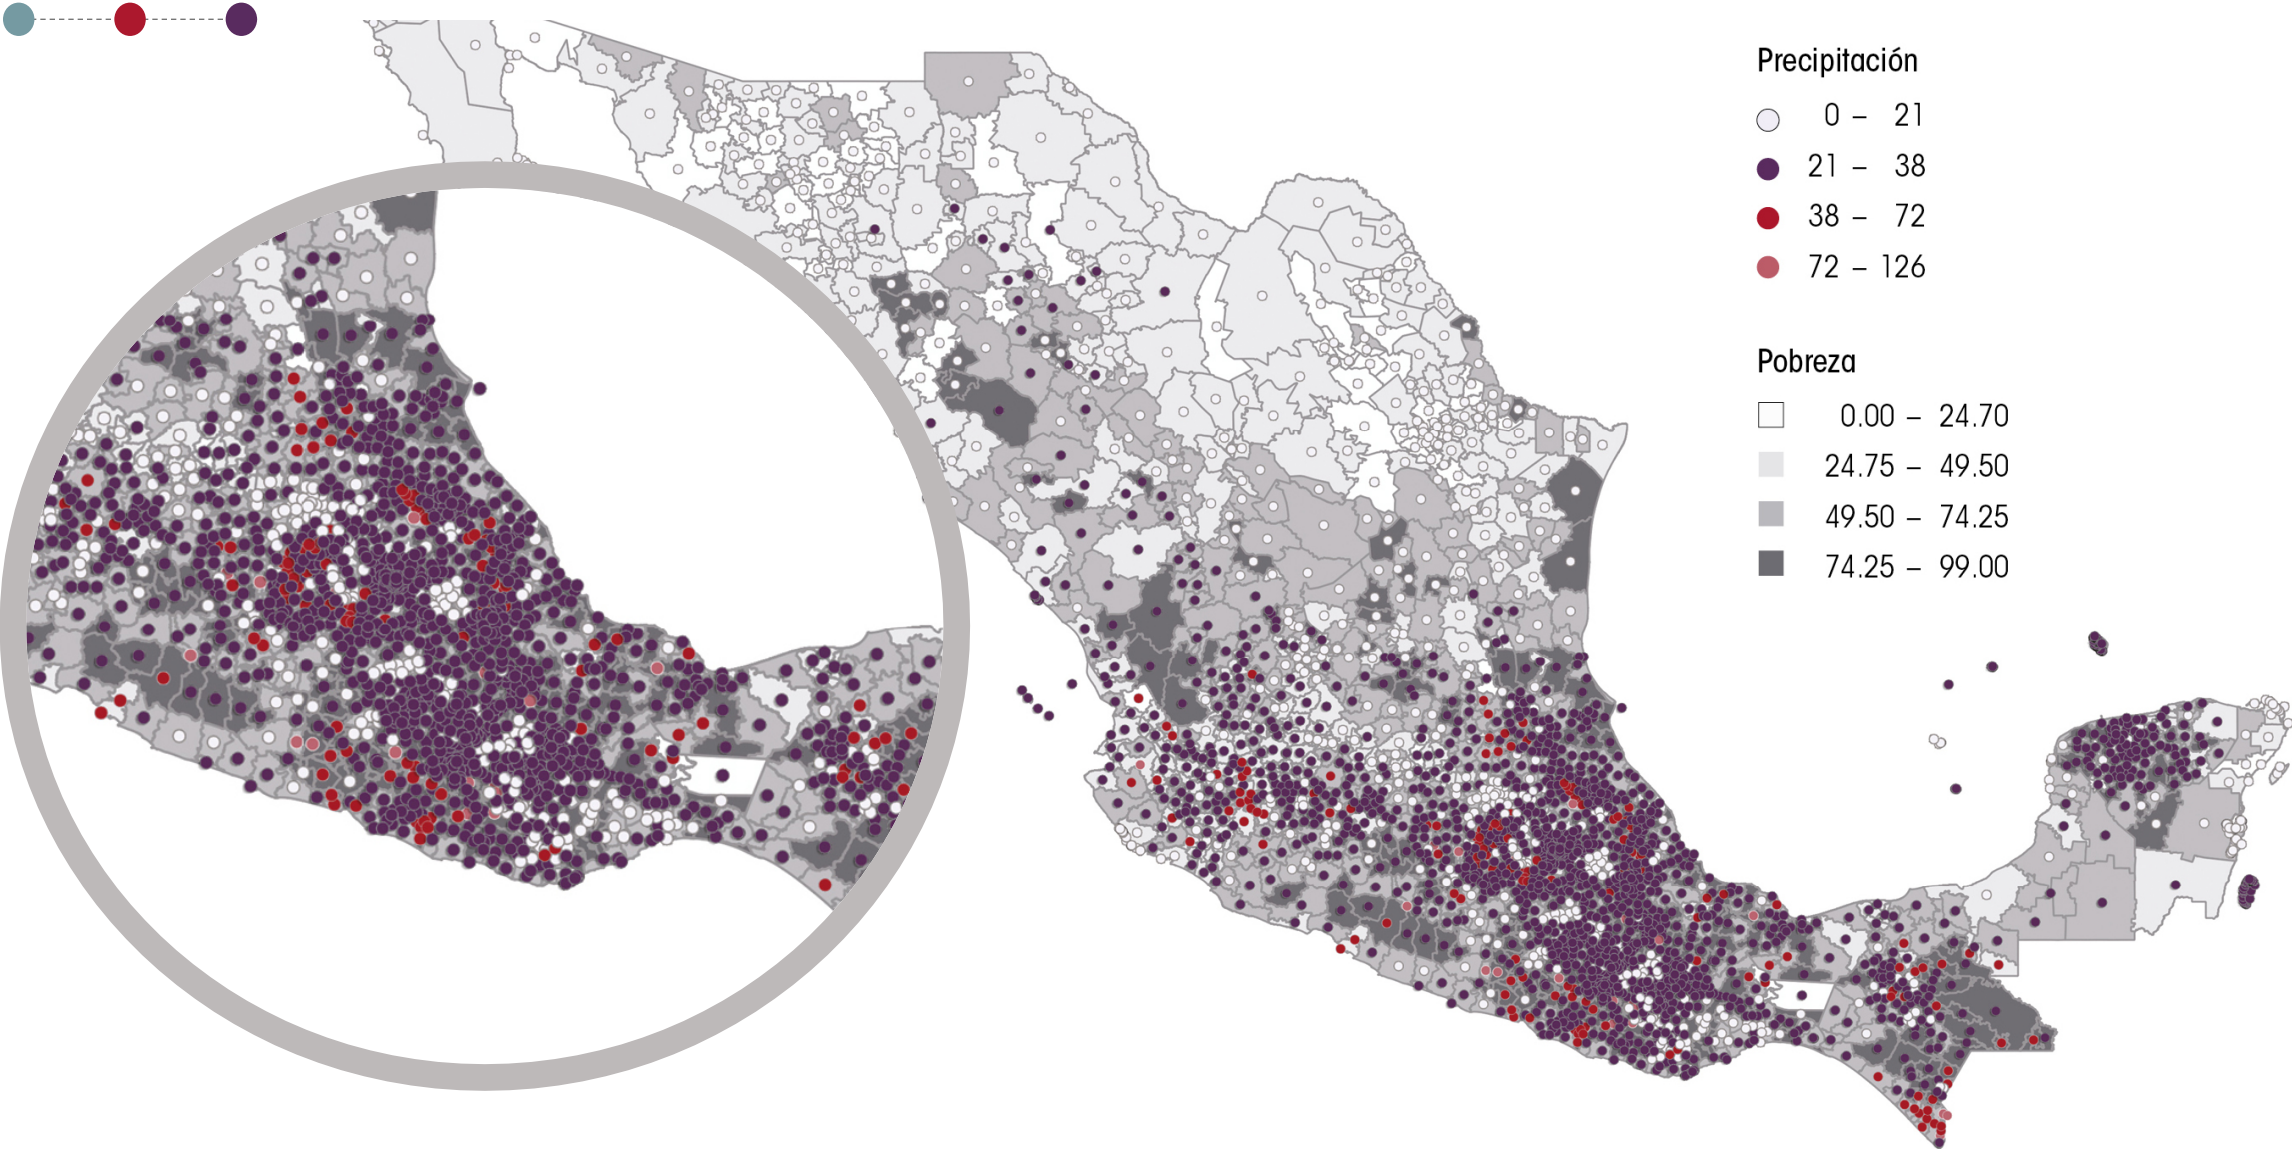 Precipitación
0 – 21
21 – 38
38 – 72
72 – 126
Pobreza
0.00 – 24.70
24.75 – 49.50
49.50 – 74.25
74.25 – 99.00